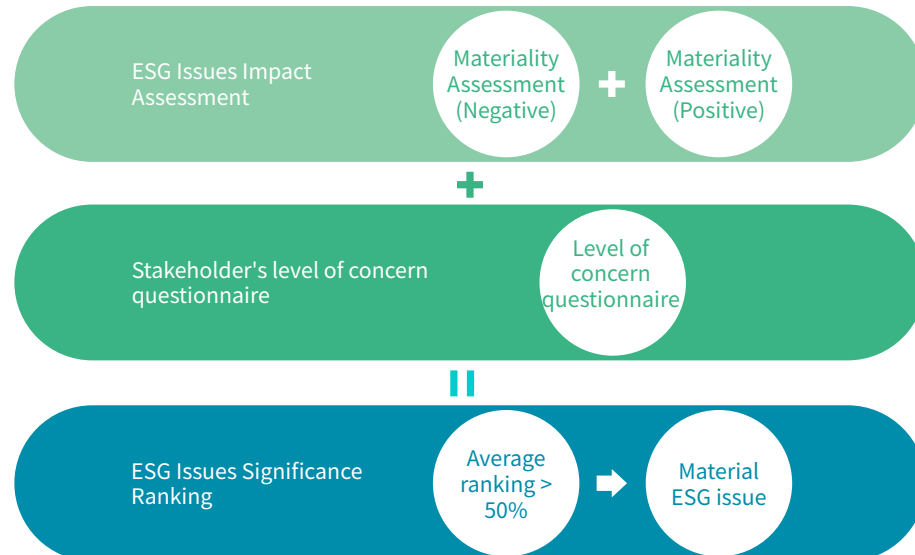 ESG Issues Impact
Assessment
Materiality
Assessment
(Negative)
Materiality
Assessment
(Positive)
Stakeholder's level of concern
questionnaire
Level of
concern
questionnaire
ESG Issues Significance
Ranking
Average
ranking >
50%
Material
ESG issue